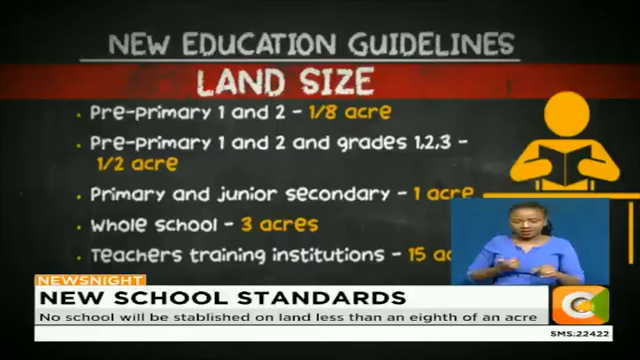 NEW EDUCATION GUIDELINES
LAND SIZE
• Pre-primary 1 and 2 - 1/8 acre
• Pre-primary 1 and 2 and grades 1,2,3 -
1/2 acre
• Primary and junior secondary - 1 acre
• Whole school - 3 acres
• Teachers training institutions - 15
NEWSNIGHT
NEW SCHOOL STANDARDS
No school will be stablished on land less than an eighth of an acre
SMS:22422